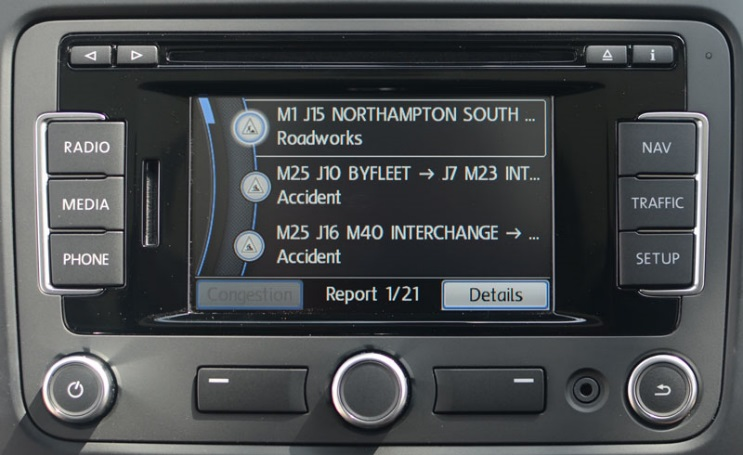 i
RADIO
MEDIA
PHONE
M1 J15 NORTHAMPTON SOUTH ...
Roadworks
M25 J10 BYFLEET → J7 M23 INT...
Accident
M25 J16 M40 INTERCHANGE → ...
Accident
Congestion Report 1/21 Details
NAV
TRAFFIC
SETUP